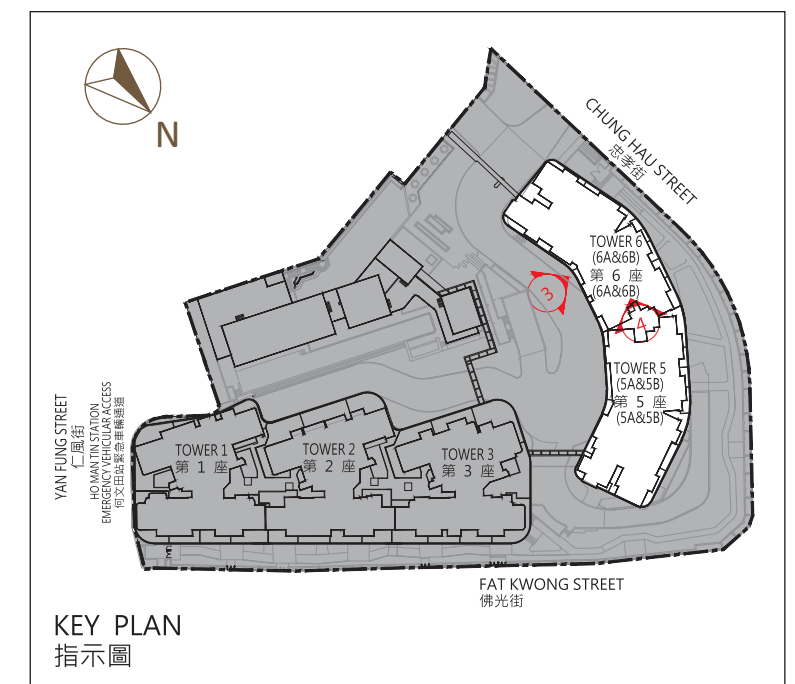 N
CHUNG HAU STREET
忠孝街
TOWER 6
(6A&6B)
第 6 座
(6A&6B)
3
4
TOWER 5
(5A&5B)
第 5 座
(5A&5B)
YAN FUNG STREET
仁風街
HO MAN TIN STATION
EMERGENCY VEHICULAR ACCESS
何文田站緊急車輛通道
TOWER 1
第 1 座
TOWER 2
第 2 座
TOWER 3
第 3 座
FAT KWONG STREET
佛光街
KEY PLAN
指示圖